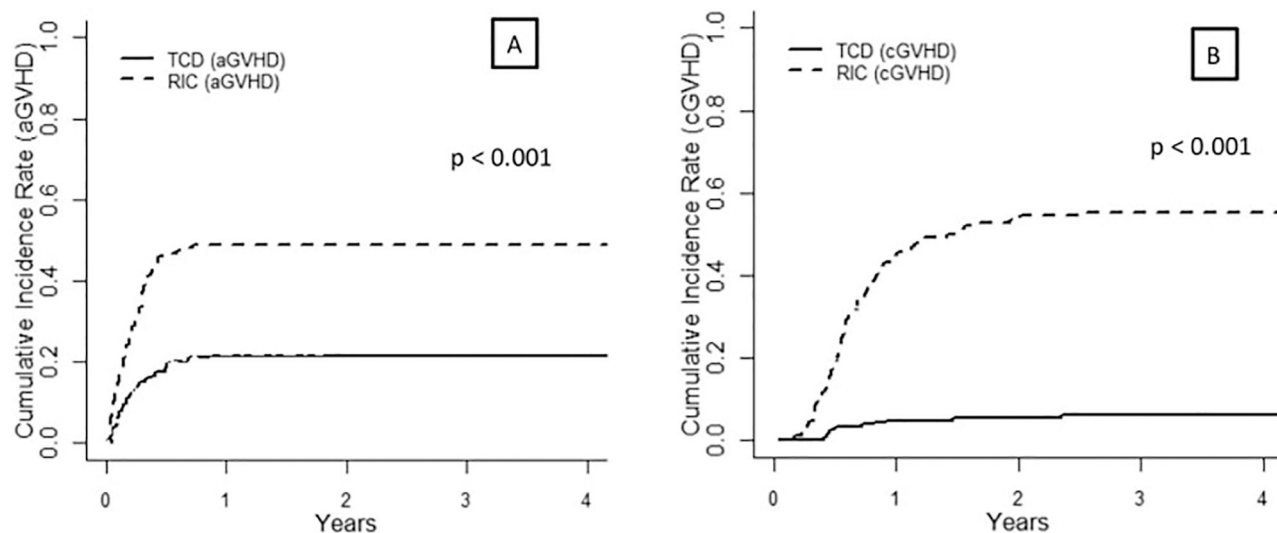 A
TCD (aGVHD)
RIC (aGVHD)
p < 0.001
Cumulative Incidence Rate (aGVHD)
1.0
0.8
0.6
0.4
0.2
0.0
0 1 2 3 4
Years
B
TCD (cGVHD)
RIC (cGVHD)
p < 0.001
Cumulative Incidence Rate (cGVHD)
1.0
0.8
0.6
0.4
0.2
0.0
0 1 2 3 4
Years